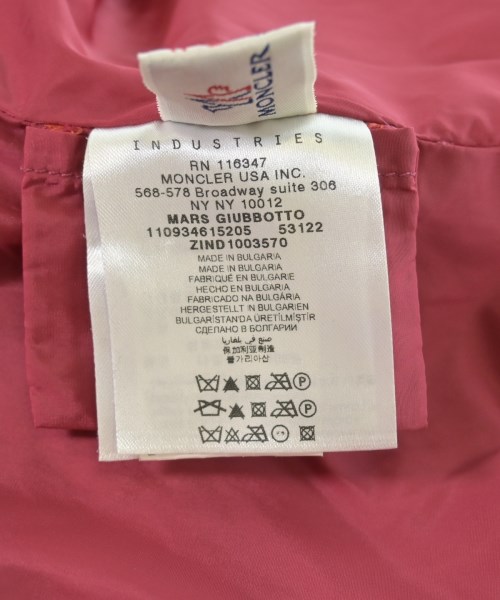 MONCLER
INDUSTRIES
RN 116347
MONCLER USA INC.
568-578 Broadway suite 306
NY NY 10012
MARS GIUBBOTTO
110934615205 53122
ZIND1003570
MADE IN BULGARIA
MADE IN BULGARIA
FABRIQUÉ EN BULGARIE
HECHO EN BULGARIA
FABRICADO NA BULGÁRIA
HERGESTELLT IN BULGARIEN
BULGARİSTAN'DA ÜRETİLMİŞTİR
СДЕЛАНО В БОЛГАРИИ
صنع في بلغاريا
保加利亚制造
불가리아산